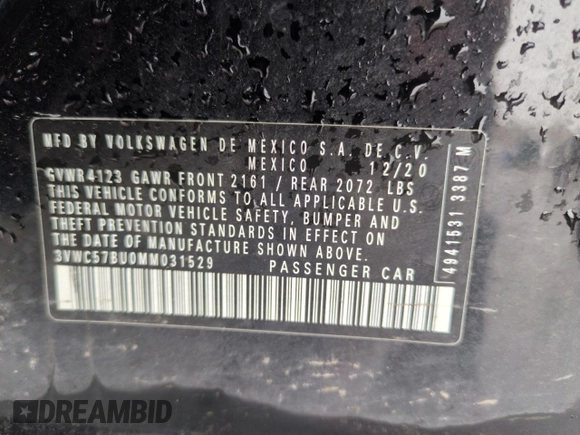 MFD BY VOLKSWAGEN DE MEXICO S.A. DE C.V.
MEXICO 12/20
GVWR4123 GAWR FRONT 2161 / REAR 2072 LBS
THIS VEHICLE CONFORMS TO ALL APPLICABLE U.S.
FEDERAL MOTOR VEHICLE SAFETY, BUMPER AND
THEFT PREVENTION STANDARDS IN EFFECT ON
THE DATE OF MANUFACTURE SHOWN ABOVE.
3VWC57BU0MM031529 PASSENGER CAR
4941531 3387 M
DREAMBID